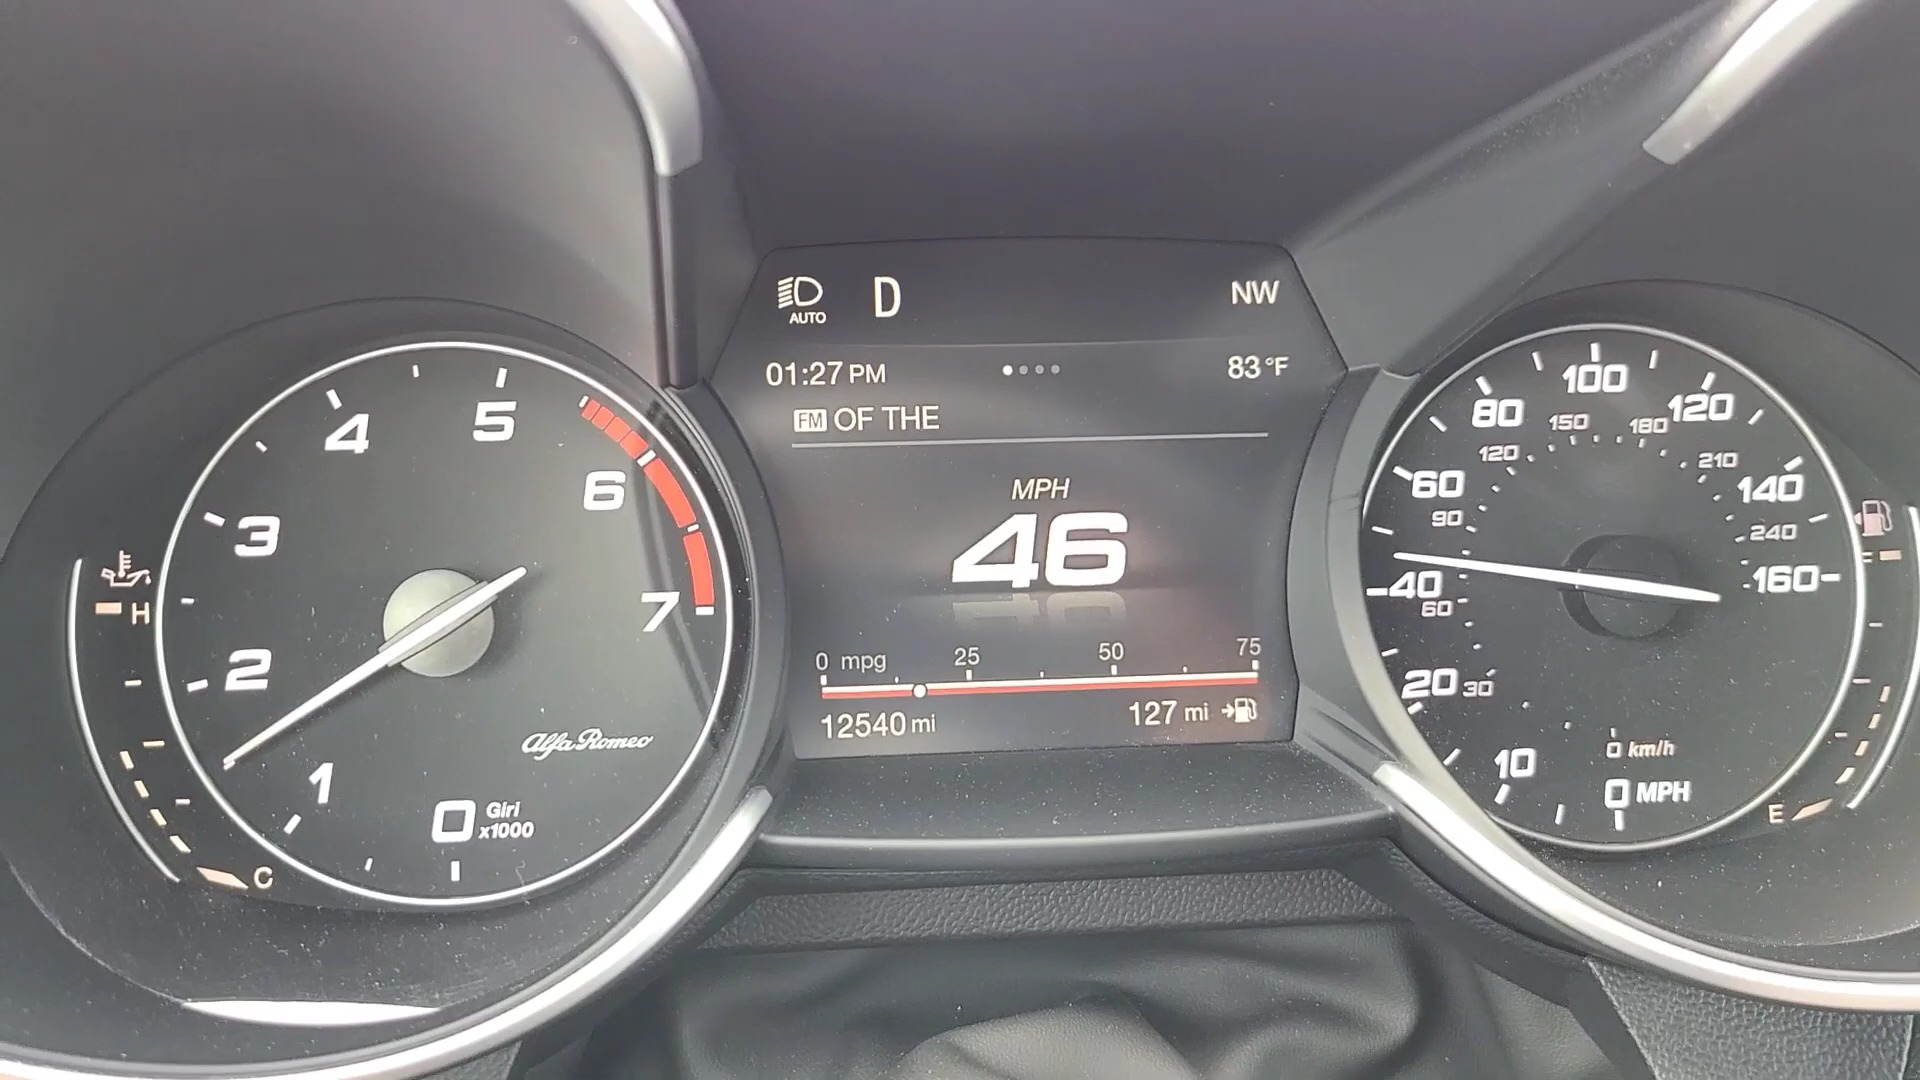 AUTO
D
NW
01:27 PM
83 °F
FM OF THE
MPH
46
0 mpg 25 50 75
12540 mi
127 mi
0
Giri x1000
1
2
3
4
5
6
7
Alfa Romeo
H
C
0 MPH
0 km/h
10
20
30
40
60
60
90
80
120
100
150
120
180
140
210
160
240
F
E